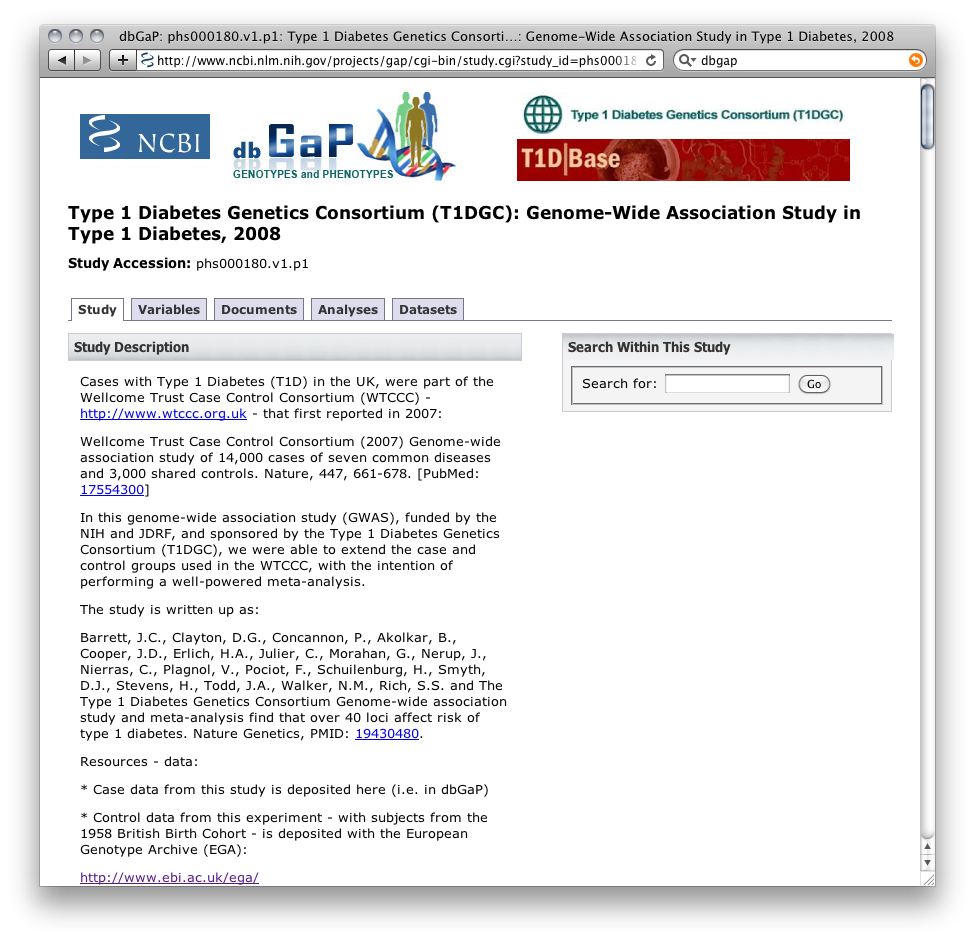 dbGaP: phs000180.v1.p1: Type 1 Diabetes Genetics Consorti...: Genome-Wide Association Study in Type 1 Diabetes, 2008
http://www.ncbi.nlm.nih.gov/projects/gap/cgi-bin/study.cgi?study_id=phs00018
dbgap
NCBI
db GaP
GENOTYPES and PHENOTYPES
Type 1 Diabetes Genetics Consortium (T1DGC)
T1D|Base
Type 1 Diabetes Genetics Consortium (T1DGC): Genome-Wide Association Study in
Type 1 Diabetes, 2008
Study Accession: phs000180.v1.p1
Study Variables Documents Analyses Datasets
Study Description
Cases with Type 1 Diabetes (T1D) in the UK, were part of the
Wellcome Trust Case Control Consortium (WTCCC) -
http://www.wtccc.org.uk - that first reported in 2007:
Wellcome Trust Case Control Consortium (2007) Genome-wide
association study of 14,000 cases of seven common diseases
and 3,000 shared controls. Nature, 447, 661-678. [PubMed:
17554300]
In this genome-wide association study (GWAS), funded by the
NIH and JDRF, and sponsored by the Type 1 Diabetes Genetics
Consortium (T1DGC), we were able to extend the case and
control groups used in the WTCCC, with the intention of
performing a well-powered meta-analysis.
The study is written up as:
Barrett, J.C., Clayton, D.G., Concannon, P., Akolkar, B.,
Cooper, J.D., Erlich, H.A., Julier, C., Morahan, G., Nerup, J.,
Nierras, C., Plagnol, V., Pociot, F., Schuilenburg, H., Smyth,
D.J., Stevens, H., Todd, J.A., Walker, N.M., Rich, S.S. and The
Type 1 Diabetes Genetics Consortium Genome-wide association
study and meta-analysis find that over 40 loci affect risk of
type 1 diabetes. Nature Genetics, PMID: 19430480.
Resources - data:
* Case data from this study is deposited here (i.e. in dbGaP)
* Control data from this experiment - with subjects from the
1958 British Birth Cohort - is deposited with the European
Genotype Archive (EGA):
http://www.ebi.ac.uk/ega/
Search Within This Study
Search for: Go